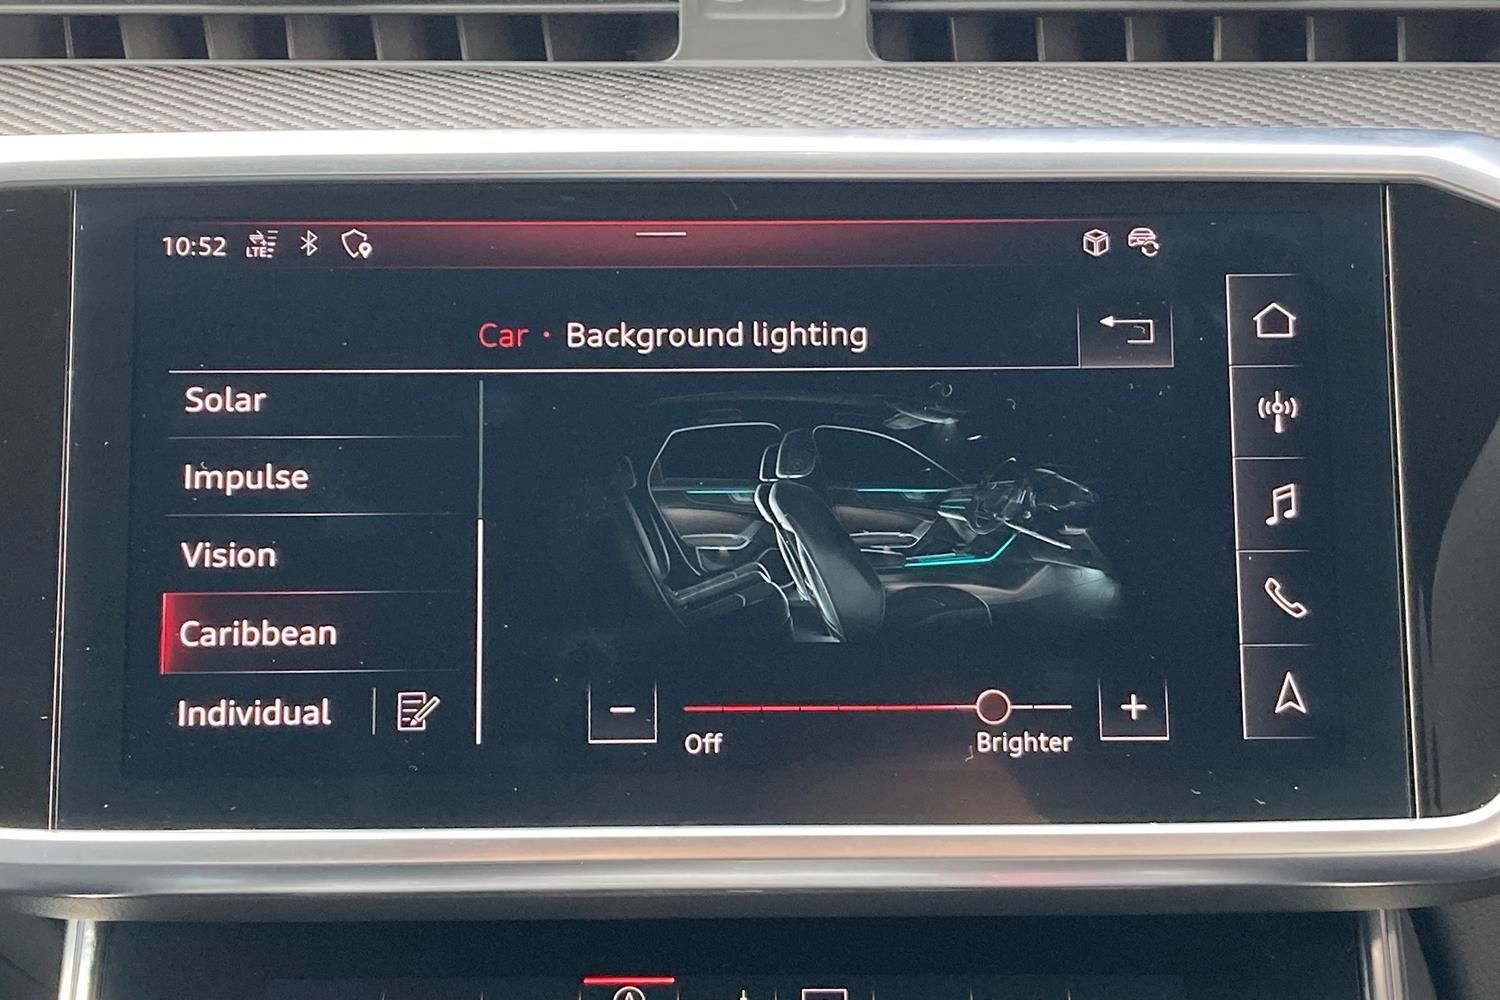 10:52 LTE
Car · Background lighting
Solar
Impulse
Vision
Caribbean
Individual
− +
Off Brighter